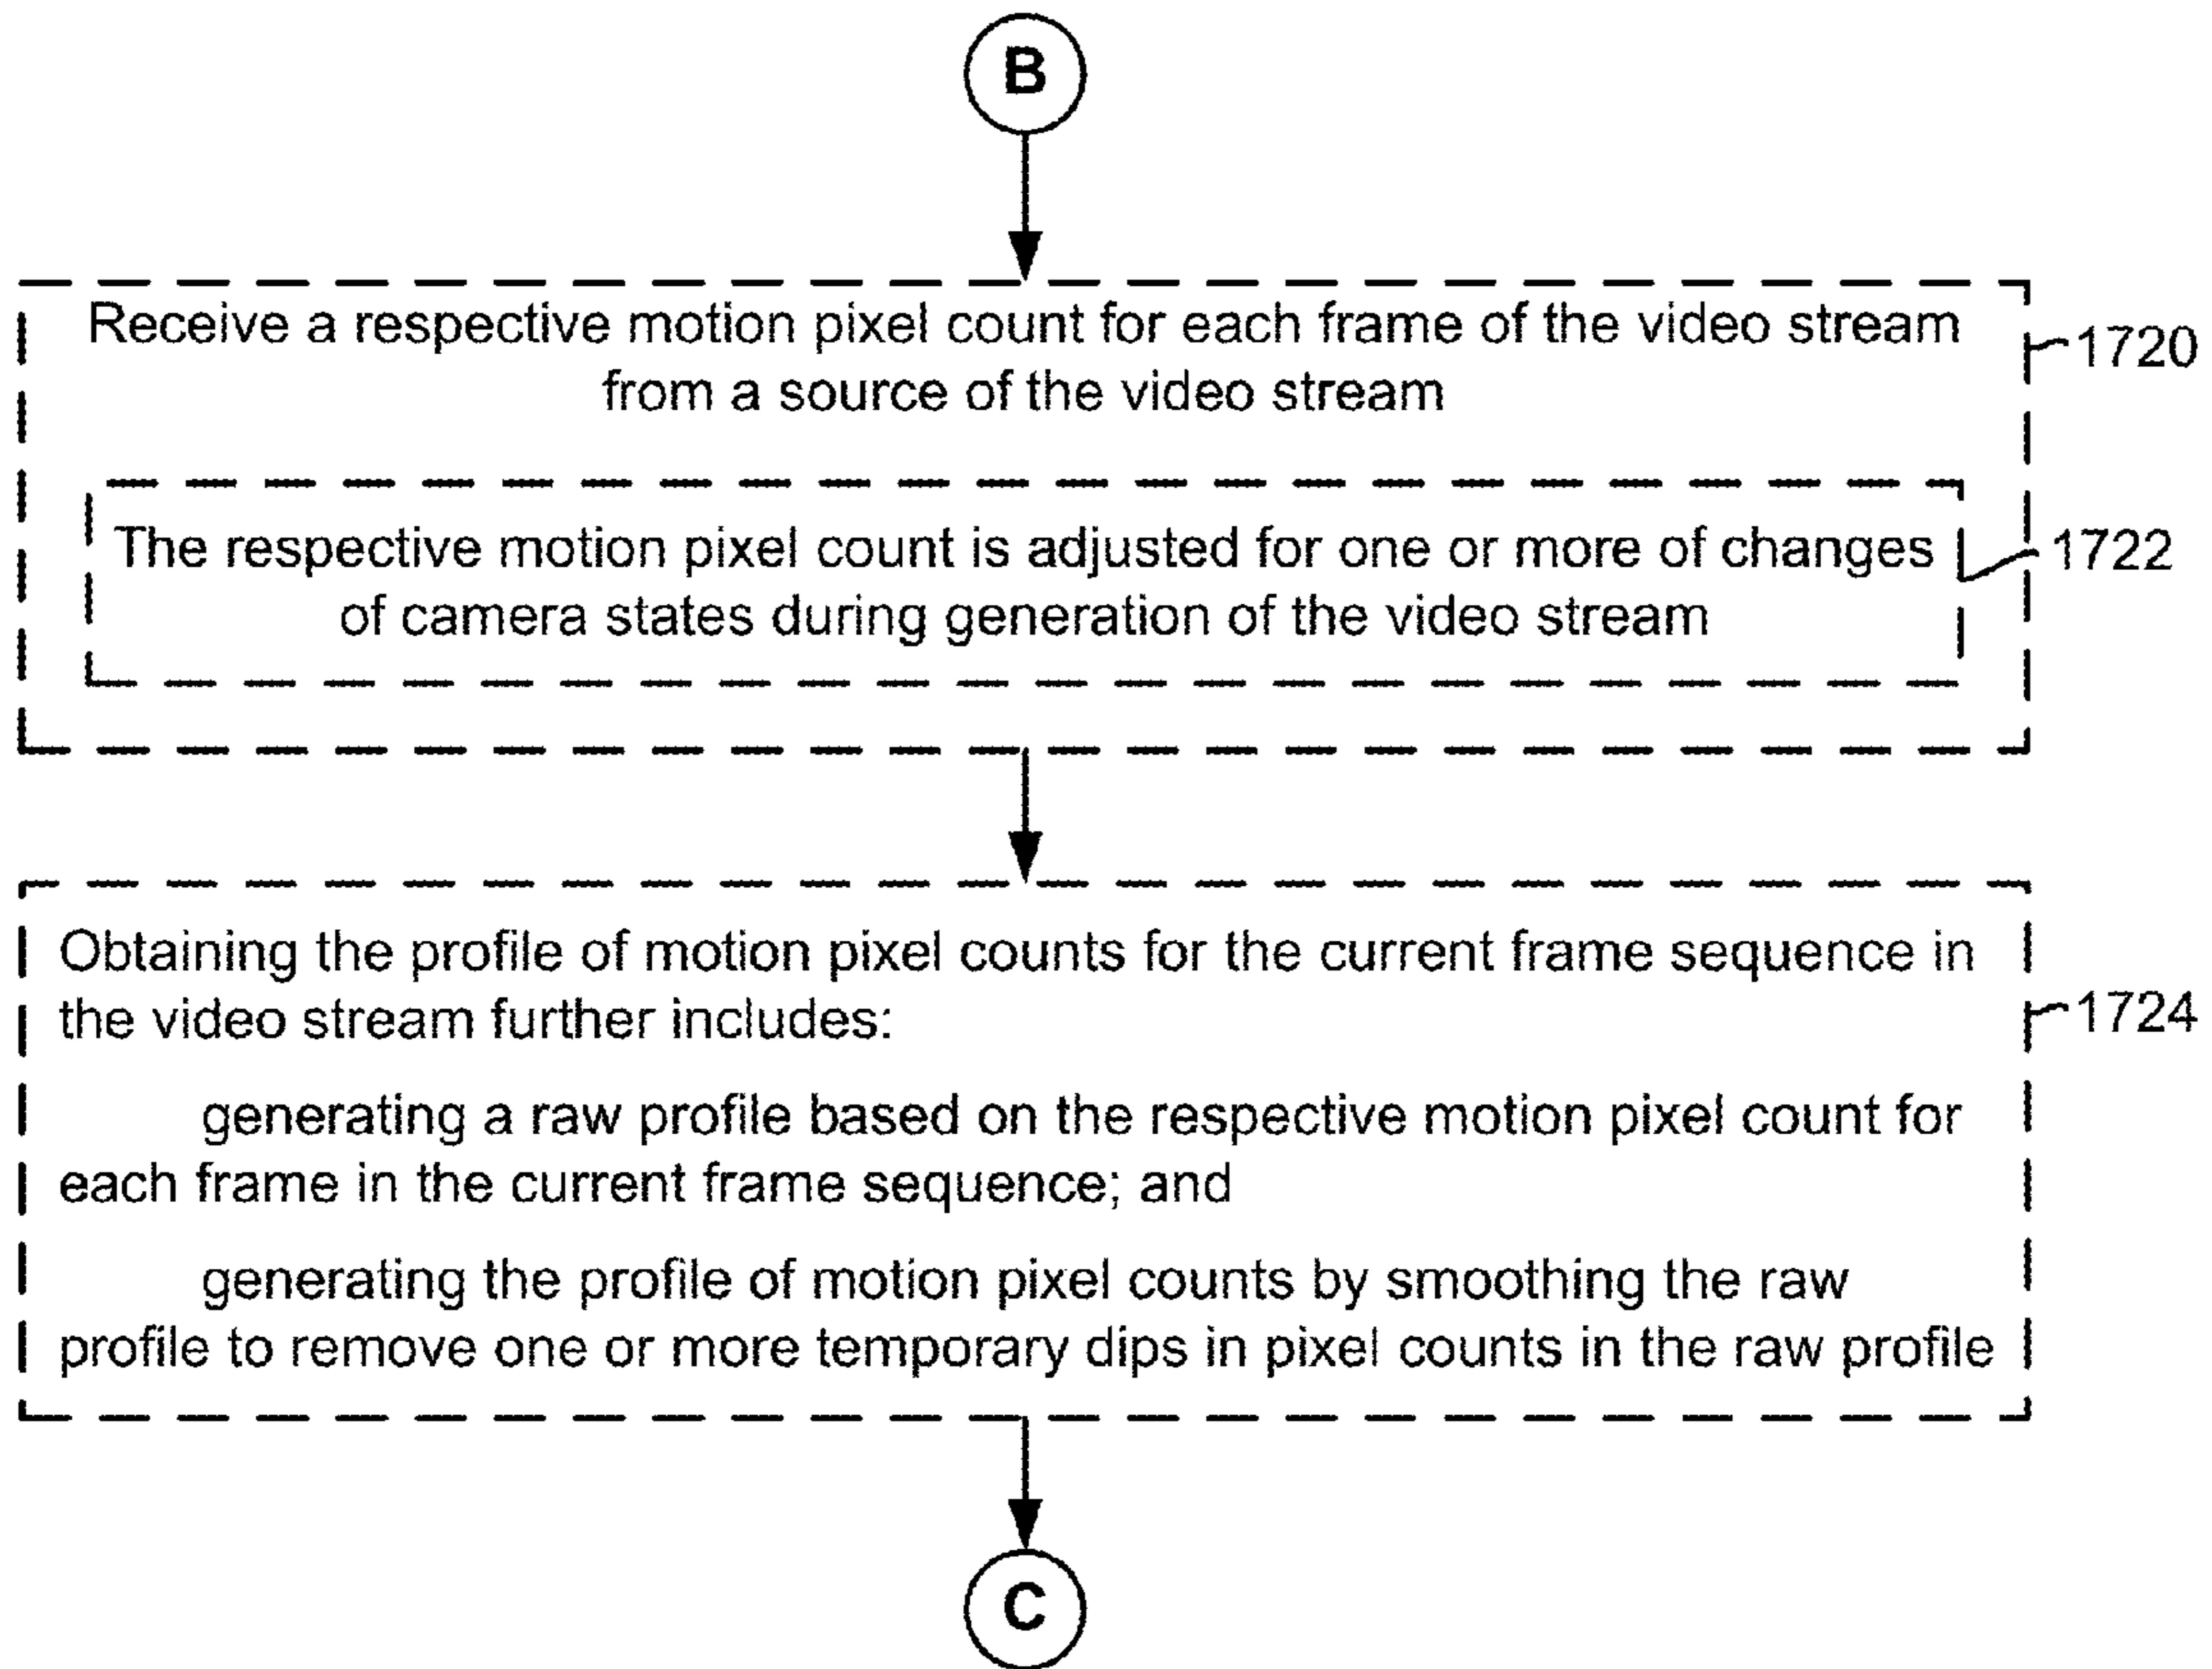 B
Receive a respective motion pixel count for each frame of the video stream
from a source of the video stream
1720
The respective motion pixel count is adjusted for one or more of changes
of camera states during generation of the video stream
1722
Obtaining the profile of motion pixel counts for the current frame sequence in
the video stream further includes:
1724
generating a raw profile based on the respective motion pixel count for
each frame in the current frame sequence; and
generating the profile of motion pixel counts by smoothing the raw
profile to remove one or more temporary dips in pixel counts in the raw profile
C